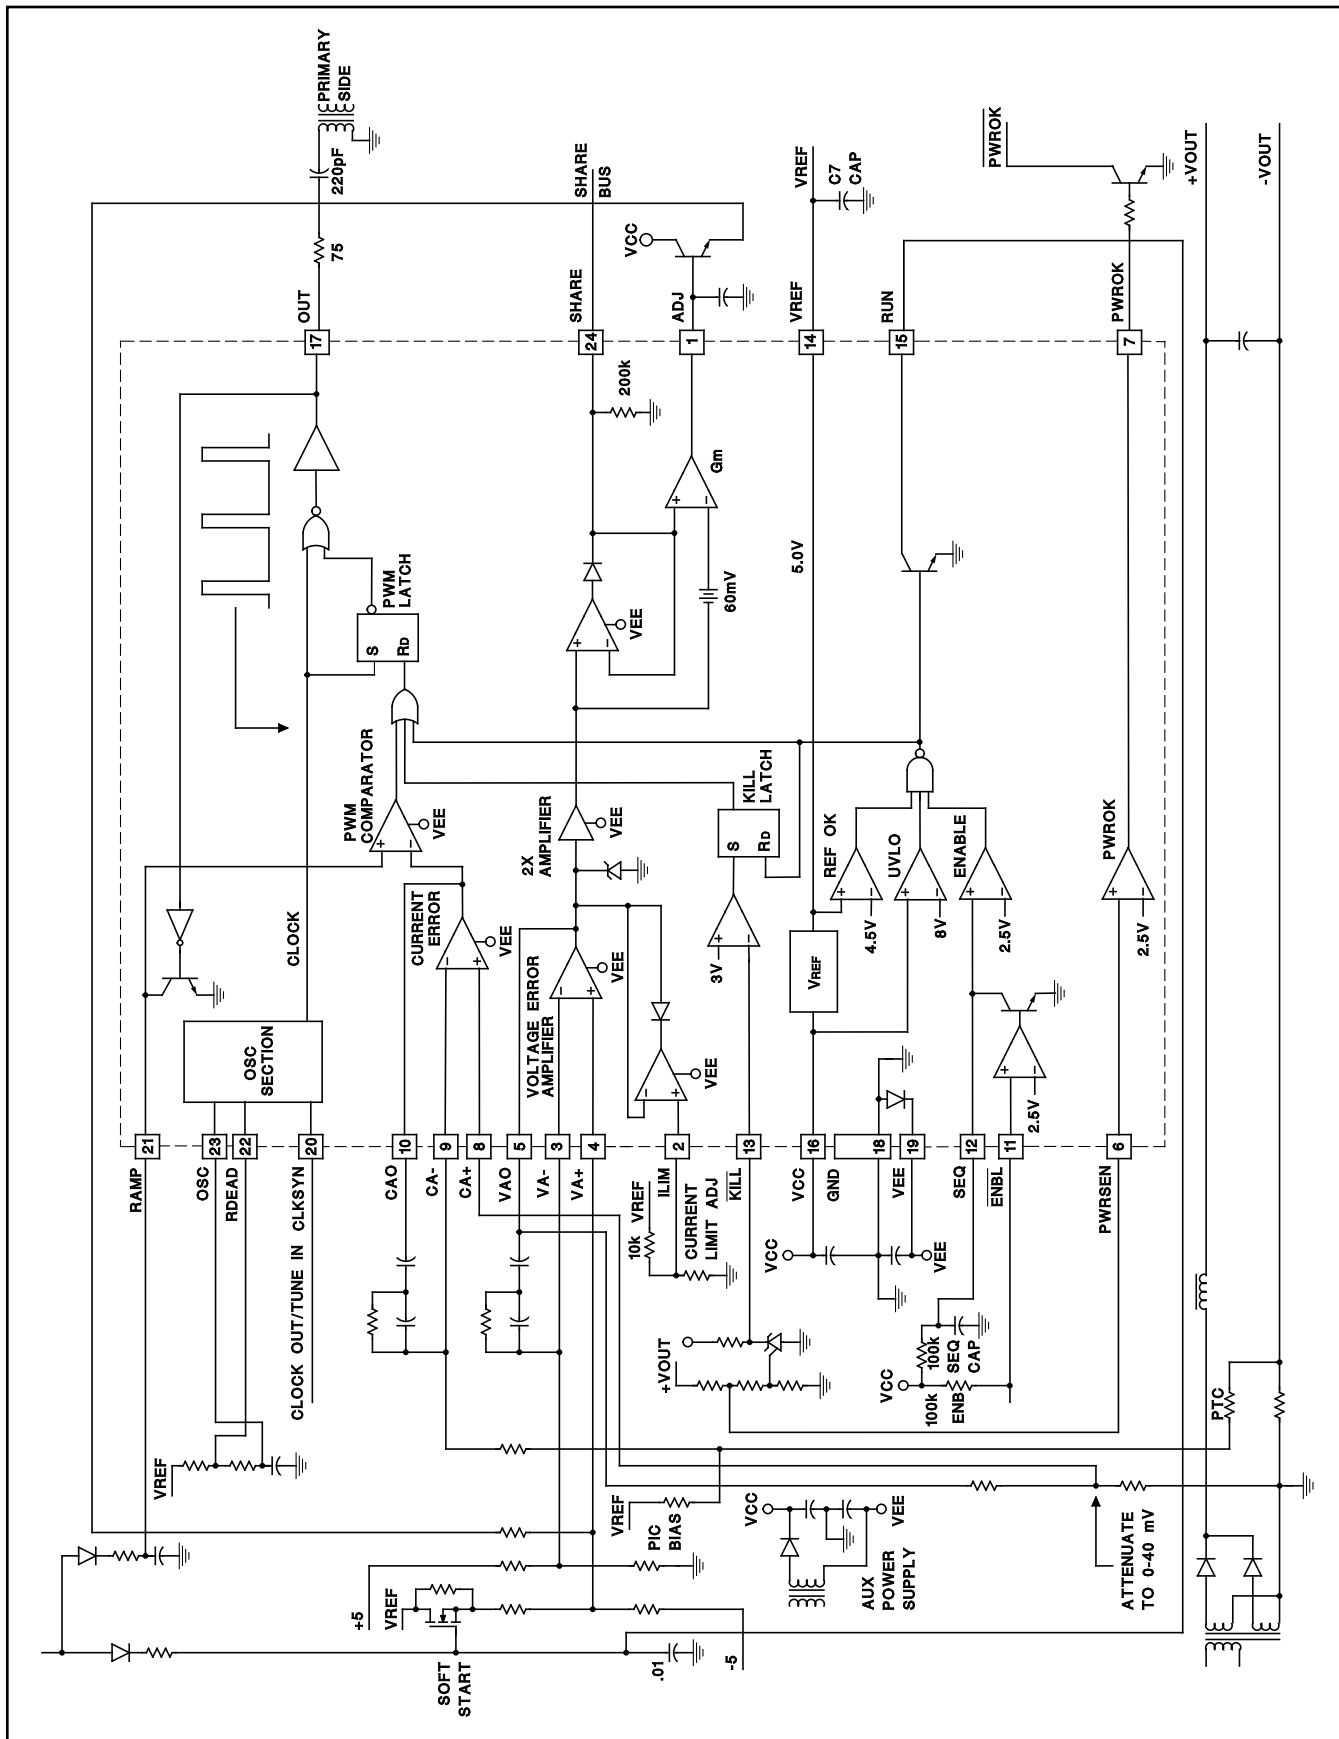 PRIMARY
SIDE
220pF
75
OUT
17
SHARE
BUS
SHARE
24
VCC
ADJ
1
200k
Gm
60mV
VREF
C7
CAP
VREF
14
5.0V
RUN
15
PWROK
PWROK
7
+VOUT
-VOUT
PWM
LATCH
S
RD
PWM
COMPARATOR
+
-
VEE
CLOCK
OSC
SECTION
CURRENT
ERROR
-
+
VEE
2X
AMPLIFIER
VEE
+
-
VEE
+
-
VOLTAGE ERROR
AMPLIFIER
-
+
VEE
-
+
VEE
KILL
LATCH
S
RD
3V
+
-
VREF
REF OK
+
-
4.5V
UVLO
+
-
8V
ENABLE
+
-
2.5V
+
-
2.5V
PWROK
+
-
2.5V
21
RAMP
23
OSC
22
RDEAD
20
CLOCK OUT/TUNE IN CLKSYN
10
CAO
9
CA-
8
CA+
5
VAO
3
VA-
4
VA+
2
ILIM
10k VREF
CURRENT
LIMIT ADJ
13
KILL
16
VCC
GND
18
VEE
19
12
SEQ
11
ENBL
6
PWRSEN
VCC
VEE
+VOUT
VCC
100k
SEQ
CAP
100k
ENB
PTC
VREF
VREF
PIC
BIAS
VCC
VEE
AUX
POWER
SUPPLY
ATTENUATE
TO 0-40 mV
+5
VREF
SOFT
START
.01
-5